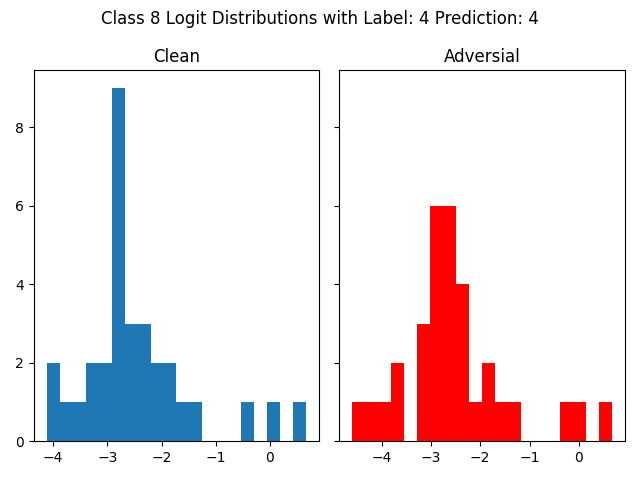 Class 8 Logit Distributions with Label: 4 Prediction: 4
Clean
Adversial
8
6
4
2
0
−4 −3 −2 −1 0
−4 −3 −2 −1 0